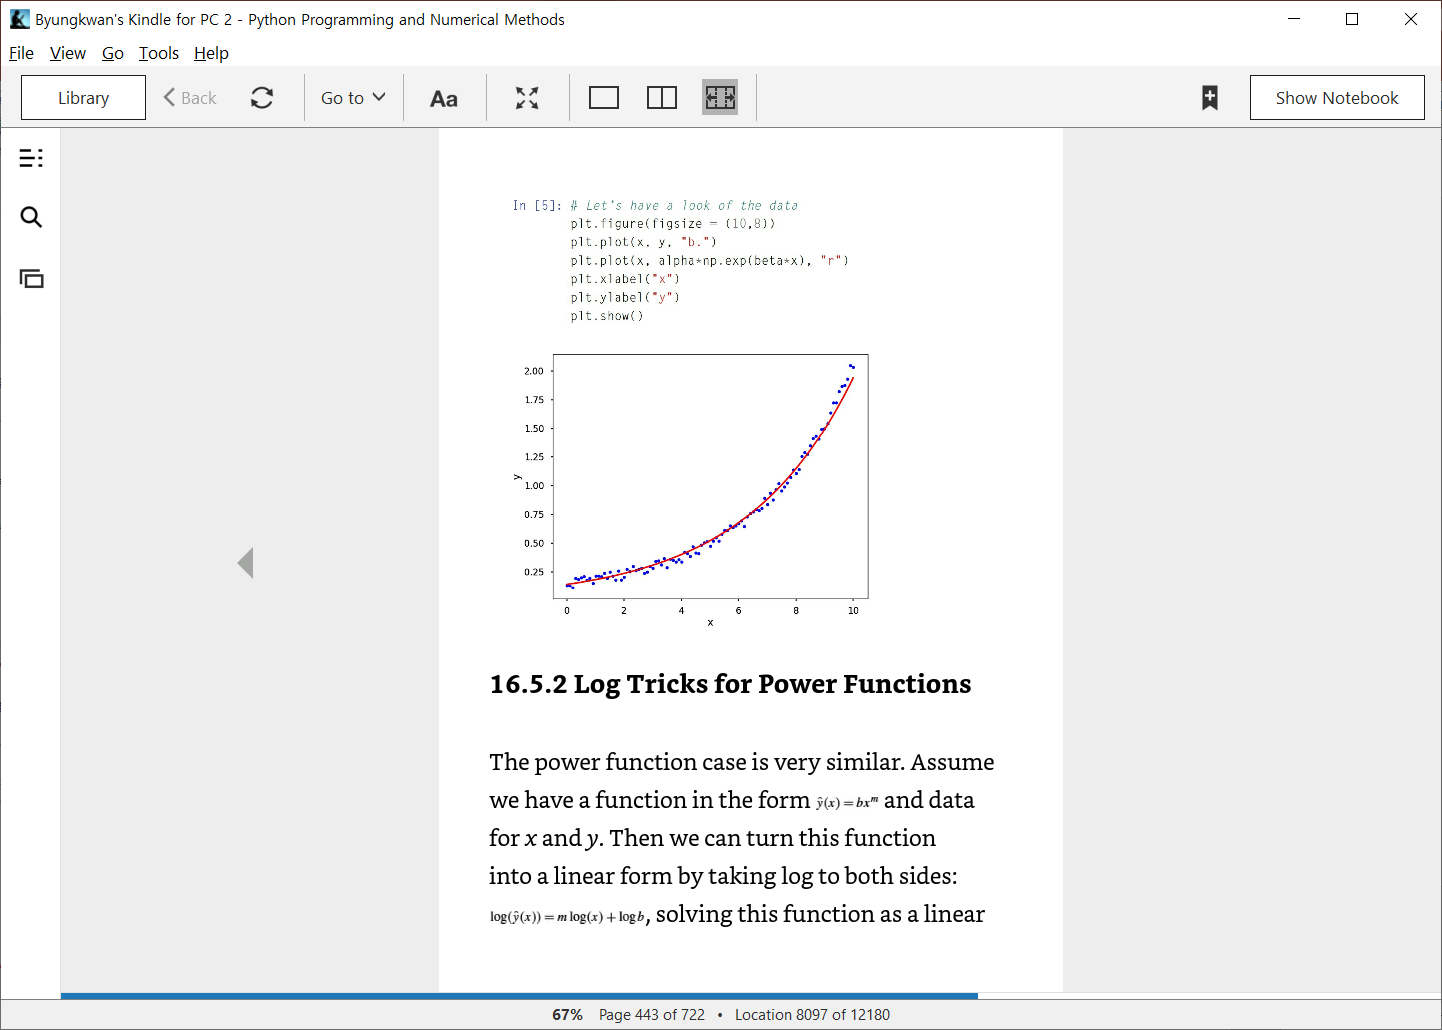 Byungkwan's Kindle for PC 2 - Python Programming and Numerical Methods
File View Go Tools Help
Library Back Go to Aa Show Notebook
In [5]: # Let's have a look of the data
plt.figure(figsize = (10,8))
plt.plot(x, y, "b.")
plt.plot(x, alpha*np.exp(beta*x), "r")
plt.xlabel("x")
plt.ylabel("y")
plt.show()
2.00
1.75
1.50
1.25
1.00
0.75
0.50
0.25
y
0 2 4 6 8 10
x
16.5.2 Log Tricks for Power Functions
The power function case is very similar. Assume
we have a function in the form ŷ(x) = bxᵐ and data
for x and y. Then we can turn this function
into a linear form by taking log to both sides:
log(ŷ(x)) = m log(x) + log b, solving this function as a linear
67% Page 443 of 722 • Location 8097 of 12180